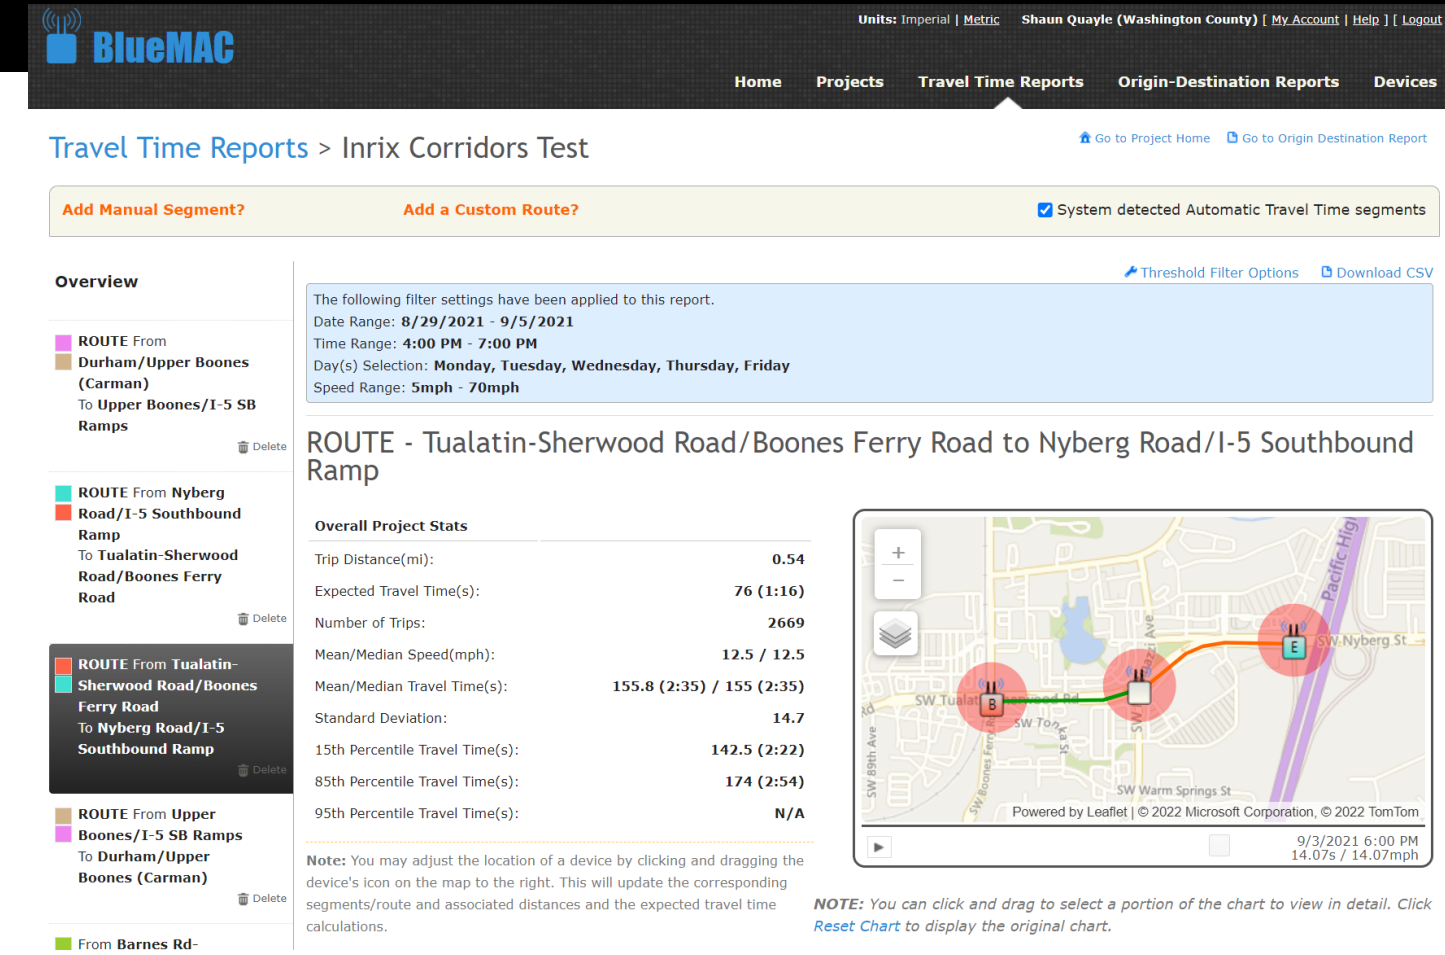 BlueMAC
Units: Imperial | Metric Shaun Quayle (Washington County) [ My Account | Help ] [ Logout
Home Projects Travel Time Reports Origin-Destination Reports Devices
Travel Time Reports > Inrix Corridors Test
Go to Project Home Go to Origin Destination Report
Add Manual Segment? Add a Custom Route? System detected Automatic Travel Time segments
Overview
ROUTE From
Durham/Upper Boones
(Carman)
To Upper Boones/I-5 SB
Ramps
Delete
ROUTE From Nyberg
Road/I-5 Southbound
Ramp
To Tualatin-Sherwood
Road/Boones Ferry
Road
Delete
ROUTE From Tualatin-
Sherwood Road/Boones
Ferry Road
To Nyberg Road/I-5
Southbound Ramp
Delete
ROUTE From Upper
Boones/I-5 SB Ramps
To Durham/Upper
Boones (Carman)
Delete
From Barnes Rd-
Threshold Filter Options Download CSV
The following filter settings have been applied to this report.
Date Range: 8/29/2021 - 9/5/2021
Time Range: 4:00 PM - 7:00 PM
Day(s) Selection: Monday, Tuesday, Wednesday, Thursday, Friday
Speed Range: 5mph - 70mph
ROUTE - Tualatin-Sherwood Road/Boones Ferry Road to Nyberg Road/I-5 Southbound
Ramp
Overall Project Stats
Trip Distance(mi): 0.54
Expected Travel Time(s): 76 (1:16)
Number of Trips: 2669
Mean/Median Speed(mph): 12.5 / 12.5
Mean/Median Travel Time(s): 155.8 (2:35) / 155 (2:35)
Standard Deviation: 14.7
15th Percentile Travel Time(s): 142.5 (2:22)
85th Percentile Travel Time(s): 174 (2:54)
95th Percentile Travel Time(s): N/A
Note: You may adjust the location of a device by clicking and dragging the
device's icon on the map to the right. This will update the corresponding
segments/route and associated distances and the expected travel time
calculations.
+
−
Pacific Hig
SW Nyberg St
E
B
SW Tualat
Rd
SW Ton
ka St
SW 89th Ave
SW Boones Ferry R
SW Warm Springs St
Powered by Leaflet | © 2022 Microsoft Corporation, © 2022 TomTom
9/3/2021 6:00 PM
14.07s / 14.07mph
NOTE: You can click and drag to select a portion of the chart to view in detail. Click
Reset Chart to display the original chart.